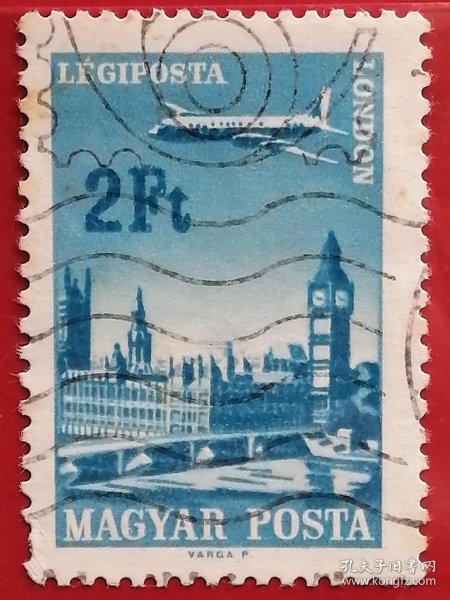 LÉGIPOSTA
LONDON
2Ft
MAGYAR POSTA
VARGA P.
孔夫子旧书网
www.kongfz.com